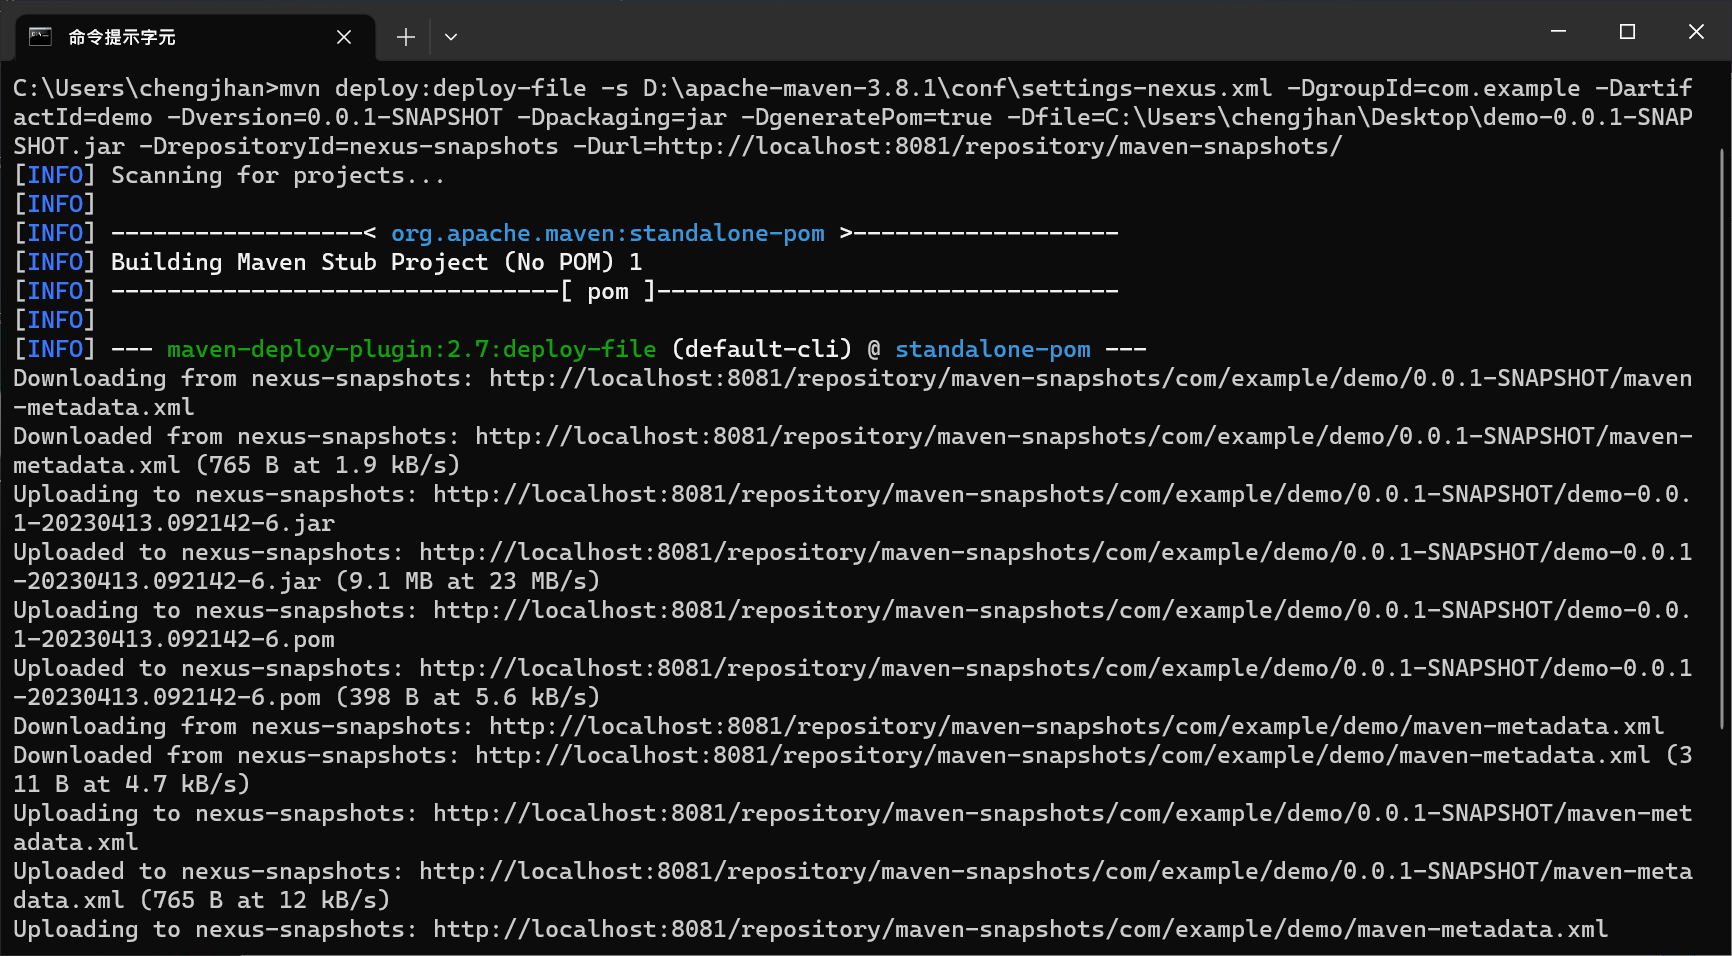 命令提示字元
C:\Users\chengjhan>mvn deploy:deploy-file -s D:\apache-maven-3.8.1\conf\settings-nexus.xml -DgroupId=com.example -Dartif
actId=demo -Dversion=0.0.1-SNAPSHOT -Dpackaging=jar -DgeneratePom=true -Dfile=C:\Users\chengjhan\Desktop\demo-0.0.1-SNAP
SHOT.jar -DrepositoryId=nexus-snapshots -Durl=http://localhost:8081/repository/maven-snapshots/
[INFO] Scanning for projects...
[INFO]
[INFO] ------------------< org.apache.maven:standalone-pom >-------------------
[INFO] Building Maven Stub Project (No POM) 1
[INFO] --------------------------------[ pom ]---------------------------------
[INFO]
[INFO] --- maven-deploy-plugin:2.7:deploy-file (default-cli) @ standalone-pom ---
Downloading from nexus-snapshots: http://localhost:8081/repository/maven-snapshots/com/example/demo/0.0.1-SNAPSHOT/maven
-metadata.xml
Downloaded from nexus-snapshots: http://localhost:8081/repository/maven-snapshots/com/example/demo/0.0.1-SNAPSHOT/maven-
metadata.xml (765 B at 1.9 kB/s)
Uploading to nexus-snapshots: http://localhost:8081/repository/maven-snapshots/com/example/demo/0.0.1-SNAPSHOT/demo-0.0.
1-20230413.092142-6.jar
Uploaded to nexus-snapshots: http://localhost:8081/repository/maven-snapshots/com/example/demo/0.0.1-SNAPSHOT/demo-0.0.1
-20230413.092142-6.jar (9.1 MB at 23 MB/s)
Uploading to nexus-snapshots: http://localhost:8081/repository/maven-snapshots/com/example/demo/0.0.1-SNAPSHOT/demo-0.0.
1-20230413.092142-6.pom
Uploaded to nexus-snapshots: http://localhost:8081/repository/maven-snapshots/com/example/demo/0.0.1-SNAPSHOT/demo-0.0.1
-20230413.092142-6.pom (398 B at 5.6 kB/s)
Downloading from nexus-snapshots: http://localhost:8081/repository/maven-snapshots/com/example/demo/maven-metadata.xml
Downloaded from nexus-snapshots: http://localhost:8081/repository/maven-snapshots/com/example/demo/maven-metadata.xml (3
11 B at 4.7 kB/s)
Uploading to nexus-snapshots: http://localhost:8081/repository/maven-snapshots/com/example/demo/0.0.1-SNAPSHOT/maven-met
adata.xml
Uploaded to nexus-snapshots: http://localhost:8081/repository/maven-snapshots/com/example/demo/0.0.1-SNAPSHOT/maven-meta
data.xml (765 B at 12 kB/s)
Uploading to nexus-snapshots: http://localhost:8081/repository/maven-snapshots/com/example/demo/maven-metadata.xml